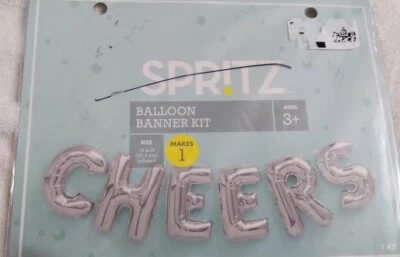 SPRITZ
BALLOON
BANNER KIT
AGES
3+
SIZE
MAKES
1
CHEERS